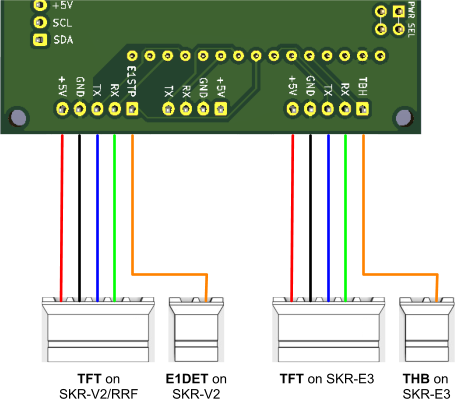 +5V
SCL
SDA
PWR SEL
+5V
GND
TX
RX
E1STP
TX
RX
GND
+5V
+5V
GND
TX
RX
TBH
TFT on
SKR-V2/RRF
E1DET on
SKR-V2
TFT on SKR-E3
THB on
SKR-E3